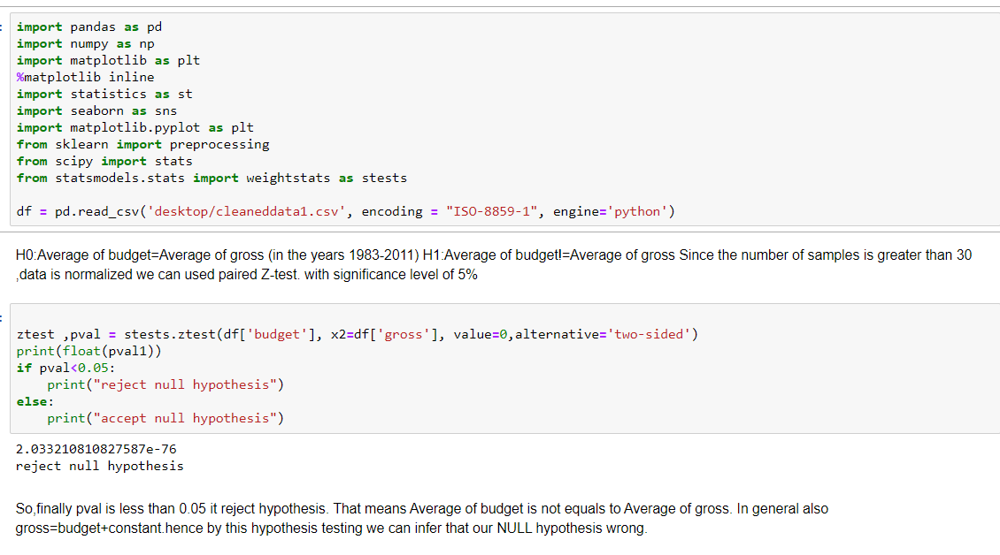 import pandas as pd
import numpy as np
import matplotlib as plt
%matplotlib inline
import statistics as st
import seaborn as sns
import matplotlib.pyplot as plt
from sklearn import preprocessing
from scipy import stats
from statsmodels.stats import weightstats as stests
df = pd.read_csv('desktop/cleaneddata1.csv', encoding = "ISO-8859-1", engine='python')
H0:Average of budget=Average of gross (in the years 1983-2011) H1:Average of budget!=Average of gross Since the number of samples is greater than 30
,data is normalized we can used paired Z-test. with significance level of 5%
ztest ,pval = stests.ztest(df['budget'], x2=df['gross'], value=0,alternative='two-sided')
print(float(pval1))
if pval<0.05:
    print("reject null hypothesis")
else:
    print("accept null hypothesis")
2.033210810827587e-76
reject null hypothesis
So,finally pval is less than 0.05 it reject hypothesis. That means Average of budget is not equals to Average of gross. In general also
gross=budget+constant.hence by this hypothesis testing we can infer that our NULL hypothesis wrong.